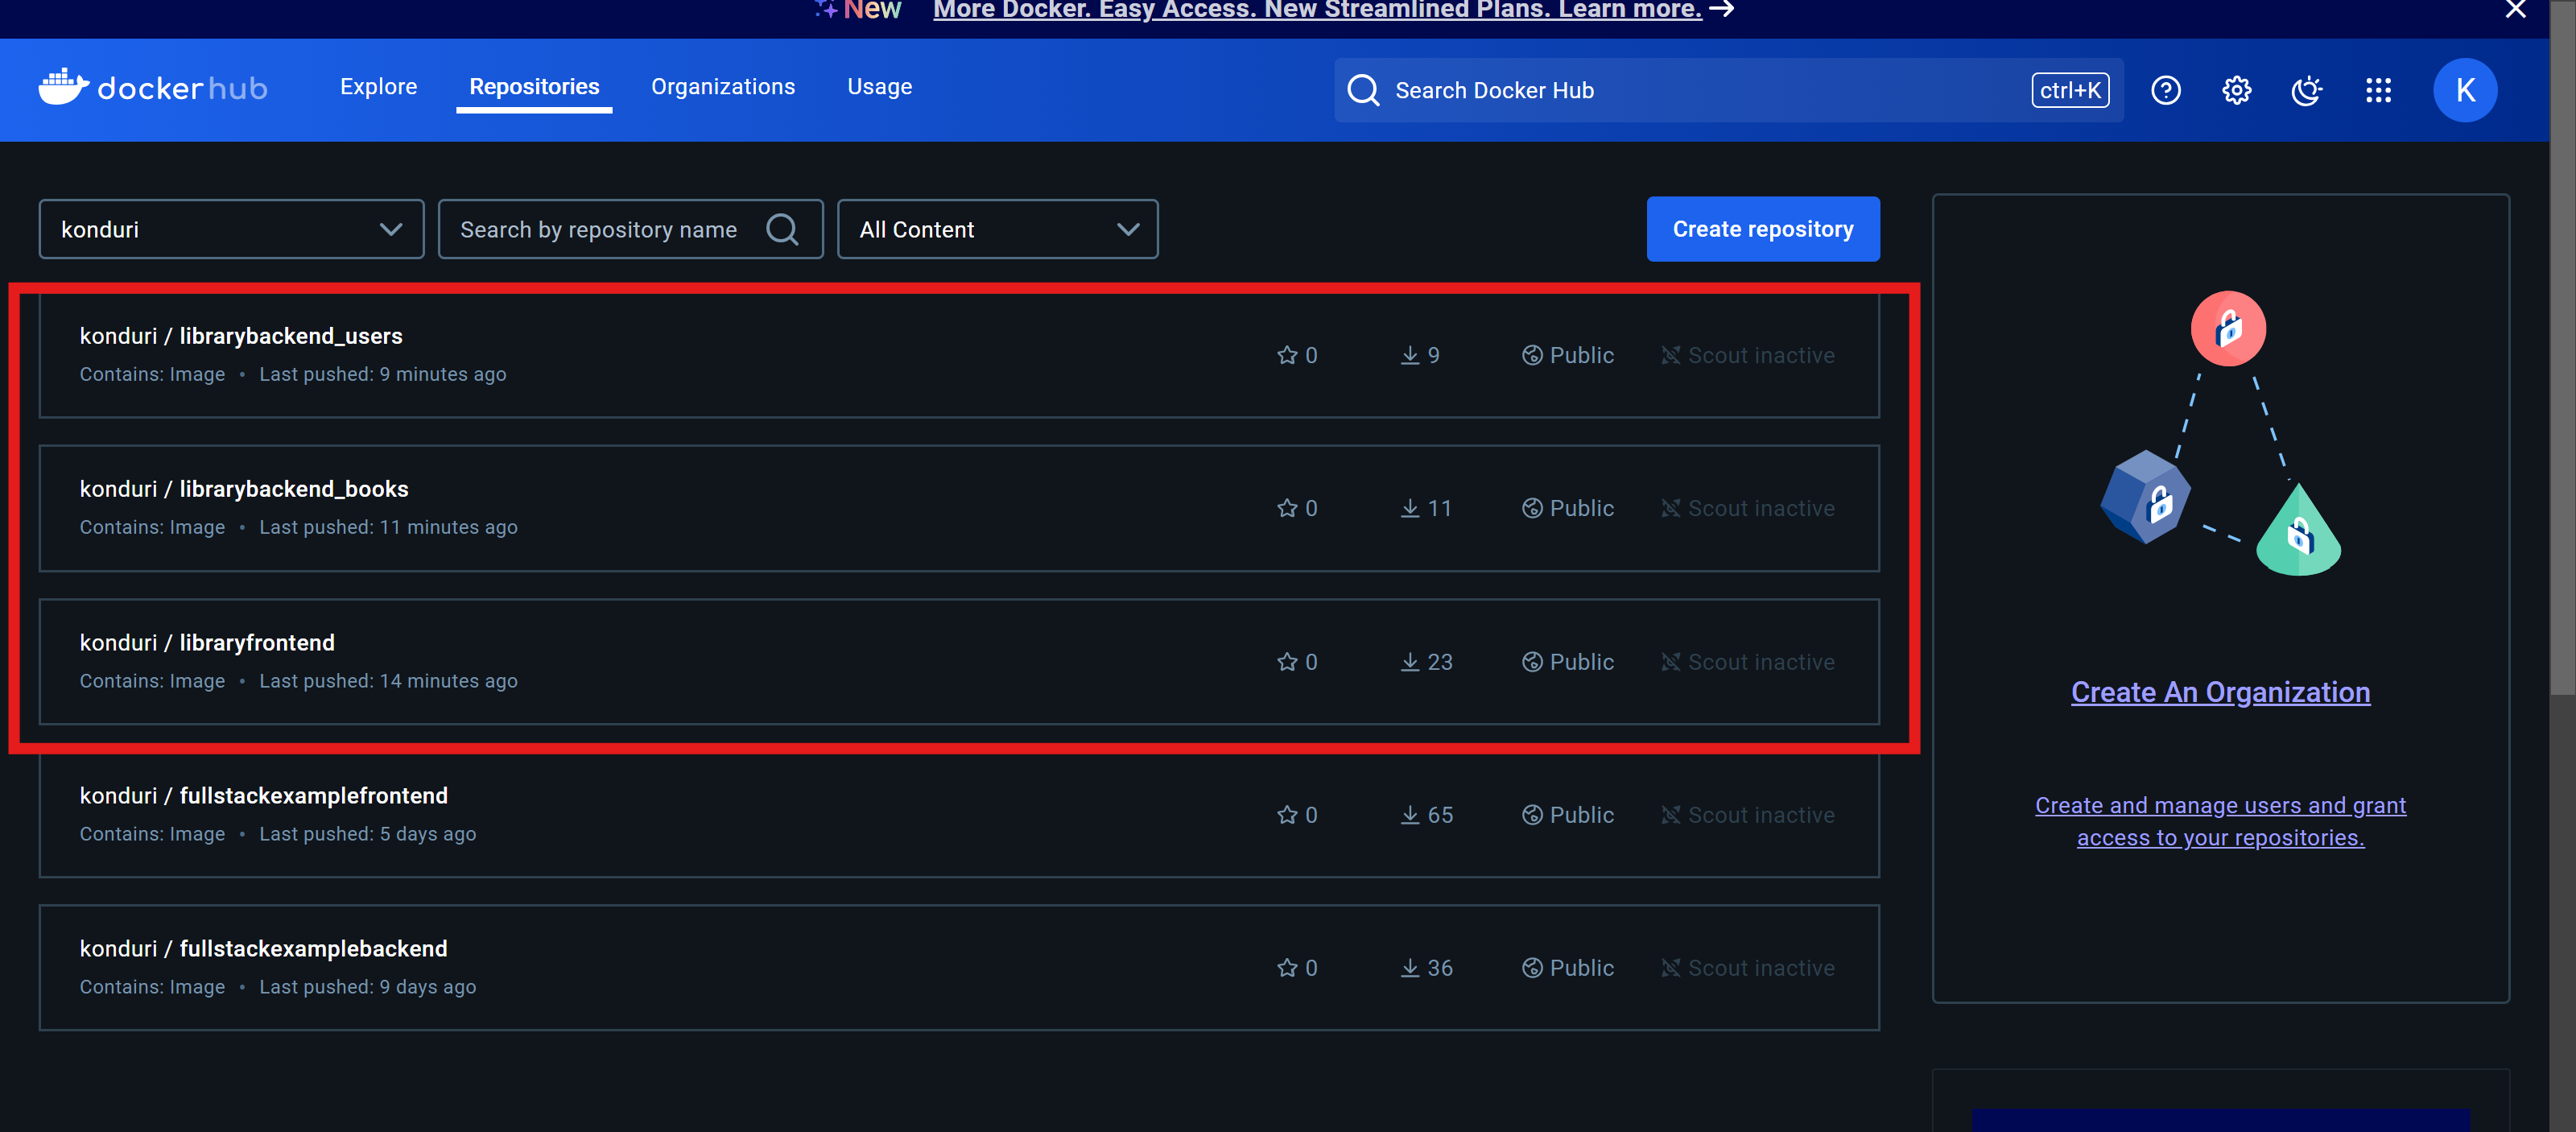 New More Docker. Easy Access. New Streamlined Plans. Learn more.
dockerhub Explore Repositories Organizations Usage Search Docker Hub ctrl+K K
konduri Search by repository name All Content Create repository
konduri / librarybackend_users
Contains: Image • Last pushed: 9 minutes ago
0 9 Public Scout inactive
konduri / librarybackend_books
Contains: Image • Last pushed: 11 minutes ago
0 11 Public Scout inactive
konduri / libraryfrontend
Contains: Image • Last pushed: 14 minutes ago
0 23 Public Scout inactive
konduri / fullstackexamplefrontend
Contains: Image • Last pushed: 5 days ago
0 65 Public Scout inactive
konduri / fullstackexamplebackend
Contains: Image • Last pushed: 9 days ago
0 36 Public Scout inactive
Create An Organization
Create and manage users and grant
access to your repositories.